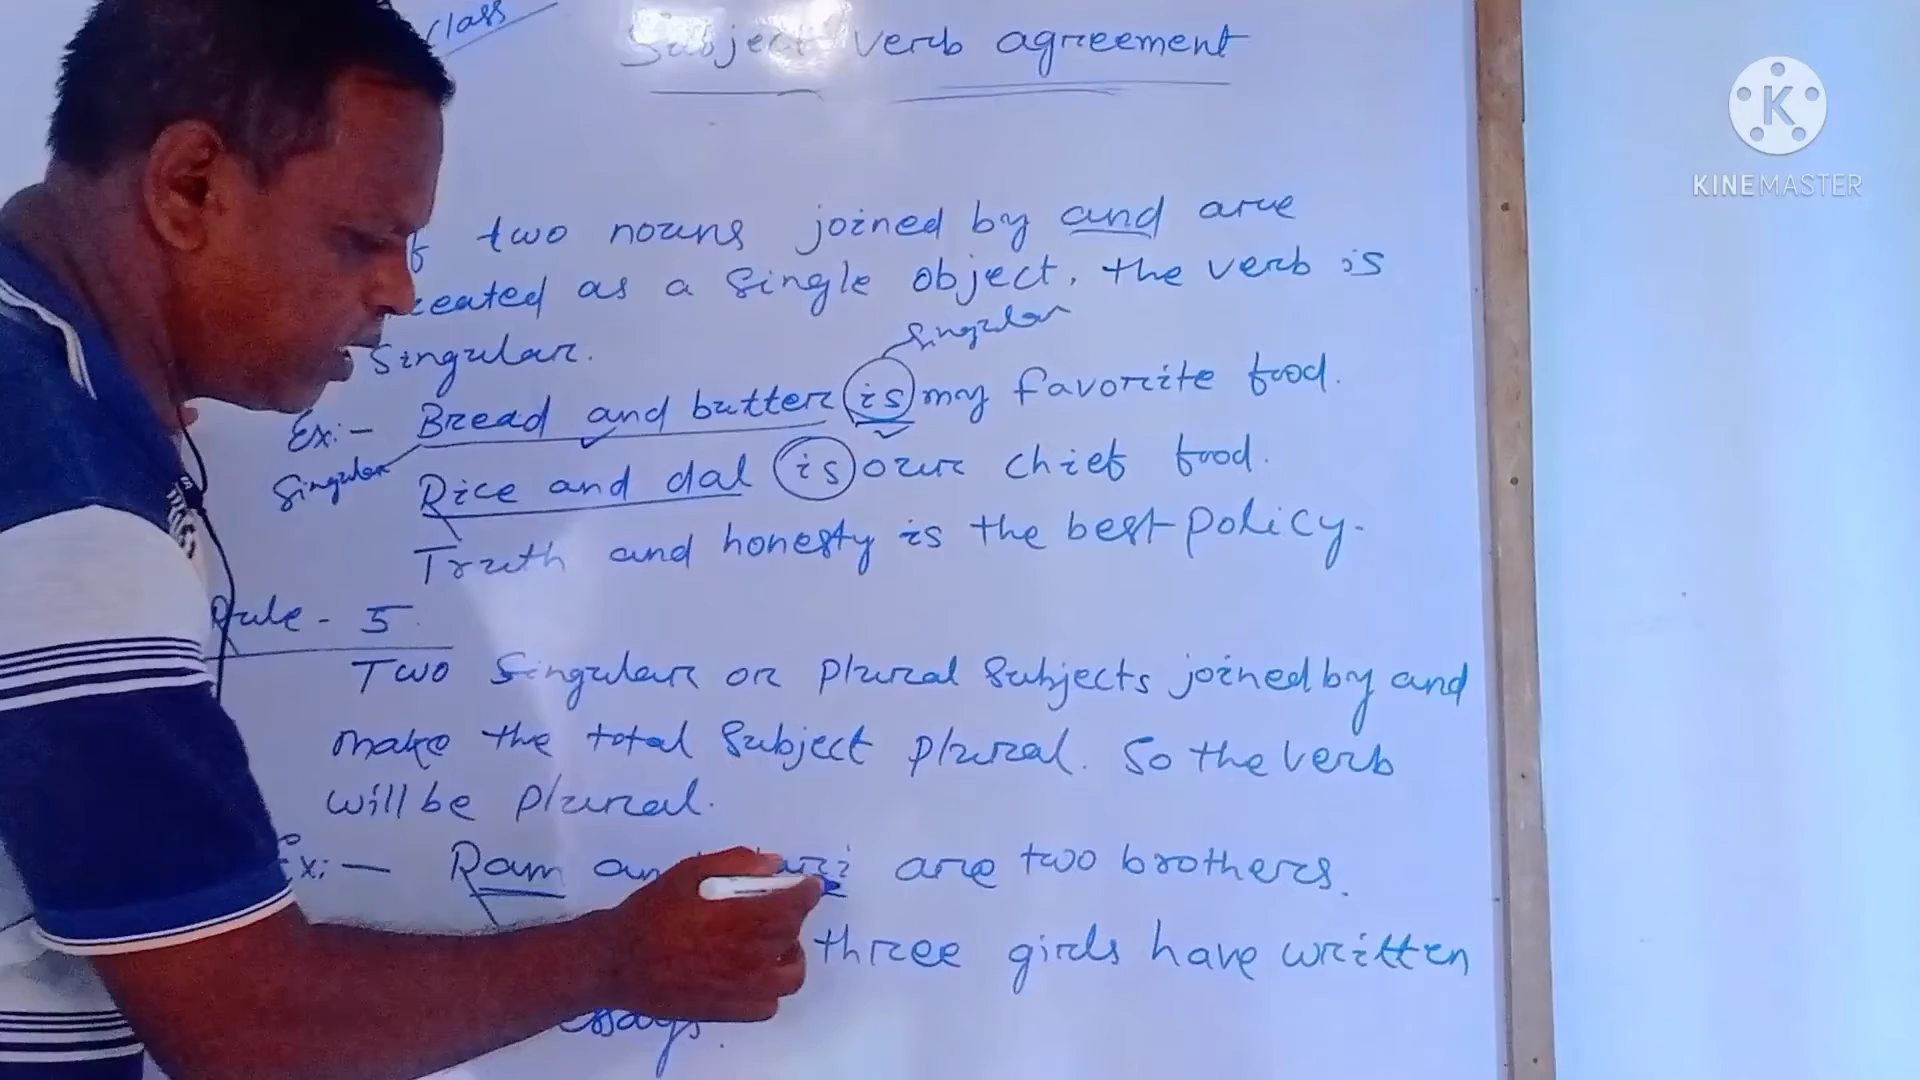 class
Subject verb agreement
KINEMASTER
two nouns joined by and are
as a single object. the verb is
singular
singular.
Ex:- Bread and butter is my favorite food.
singular
Rice and dal is our chief food.
Truth and honesty is the best policy.
Rule - 5
Two singular or plural subjects joined by and
make the total subject plural. So the verb
will be plural.
Ex:- Ram are two brothers.
three girls have written
essays.